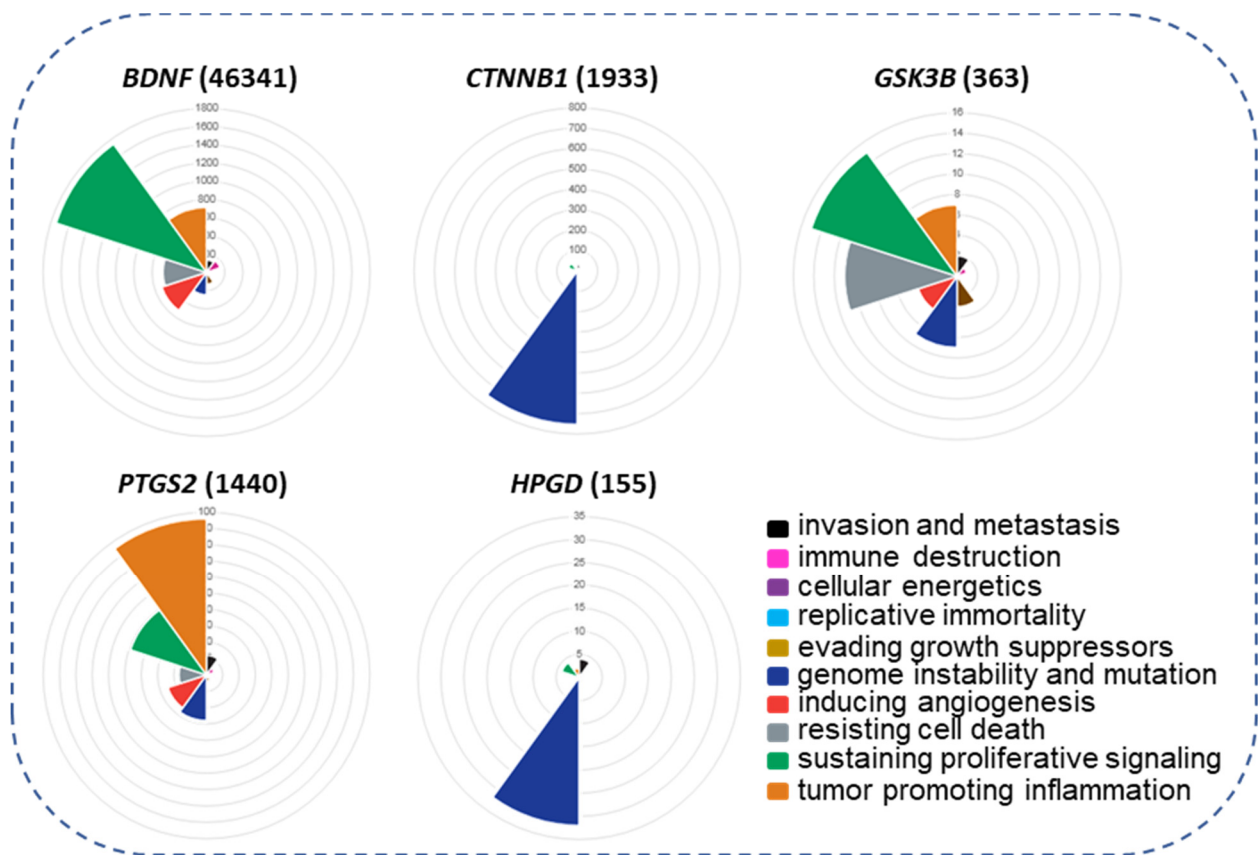 BDNF (46341)
1800
1600
1400
1200
1000
800
CTNNB1 (1933)
800
700
600
500
400
300
200
100
GSK3B (363)
16
14
12
10
8
PTGS2 (1440)
100
HPGD (155)
35
30
25
20
15
10
5
invasion and metastasis
immune destruction
cellular energetics
replicative immortality
evading growth suppressors
genome instability and mutation
inducing angiogenesis
resisting cell death
sustaining proliferative signaling
tumor promoting inflammation